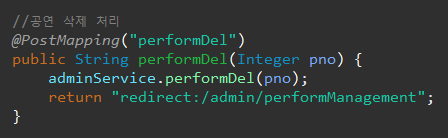 //공연 삭제 처리
@PostMapping("performDel")
public String performDel(Integer pno) {
    adminService.performDel(pno);
    return "redirect:/admin/performManagement";
}